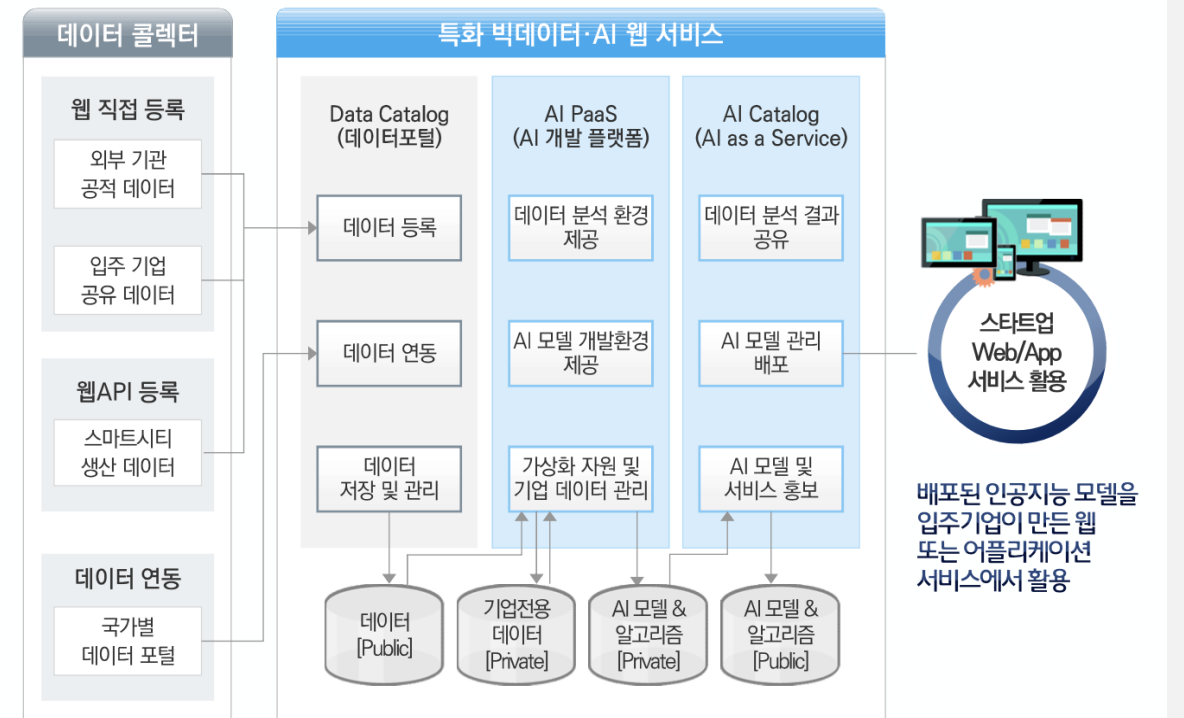 데이터 콜렉터
특화 빅데이터·AI 웹 서비스
웹 직접 등록
외부 기관
공적 데이터
입주 기업
공유 데이터
웹API 등록
스마트시티
생산 데이터
데이터 연동
국가별
데이터 포털
Data Catalog
(데이터포털)
데이터 등록
데이터 연동
데이터
저장 및 관리
AI PaaS
(AI 개발 플랫폼)
데이터 분석 환경
제공
AI 모델 개발환경
제공
가상화 자원 및
기업 데이터 관리
AI Catalog
(AI as a Service)
데이터 분석 결과
공유
AI 모델 관리
배포
AI 모델 및
서비스 홍보
데이터
[Public]
기업전용
데이터
[Private]
AI 모델 &
알고리즘
[Private]
AI 모델 &
알고리즘
[Public]
스타트업
Web/App
서비스 활용
배포된 인공지능 모델을
입주기업이 만든 웹
또는 어플리케이션
서비스에서 활용